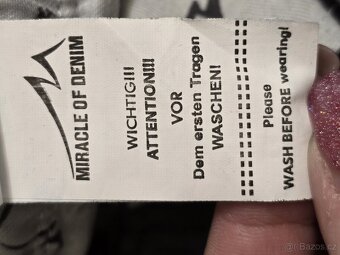 MIRACLE OF DENIM
WICHTIG!!!
ATTENTION!!!!
VOR
Dem ersten Tragen
WASCHEN!
Please
WASH BEFORE wearing!
Bazos.cz